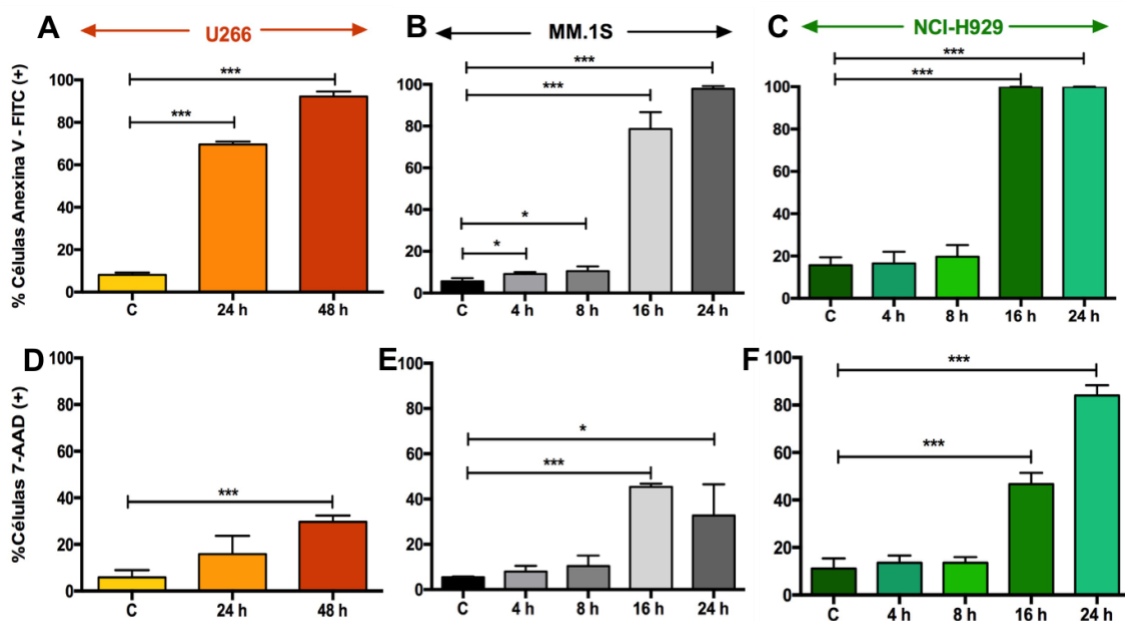 A
U266
B
MM.1S
C
NCI-H929
% Células Anexina V - FITC (+)
100
80
60
40
20
0
***
***
C
24 h
48 h
100
80
60
40
20
0
***
***
*
*
C
4 h
8 h
16 h
24 h
100
80
60
40
20
0
***
***
C
4 h
8 h
16 h
24 h
D
%Células 7-AAD (+)
100
80
60
40
20
0
***
C
24 h
48 h
E
100
80
60
40
20
0
*
***
C
4 h
8 h
16 h
24 h
F
100
80
60
40
20
0
***
***
C
4 h
8 h
16 h
24 h